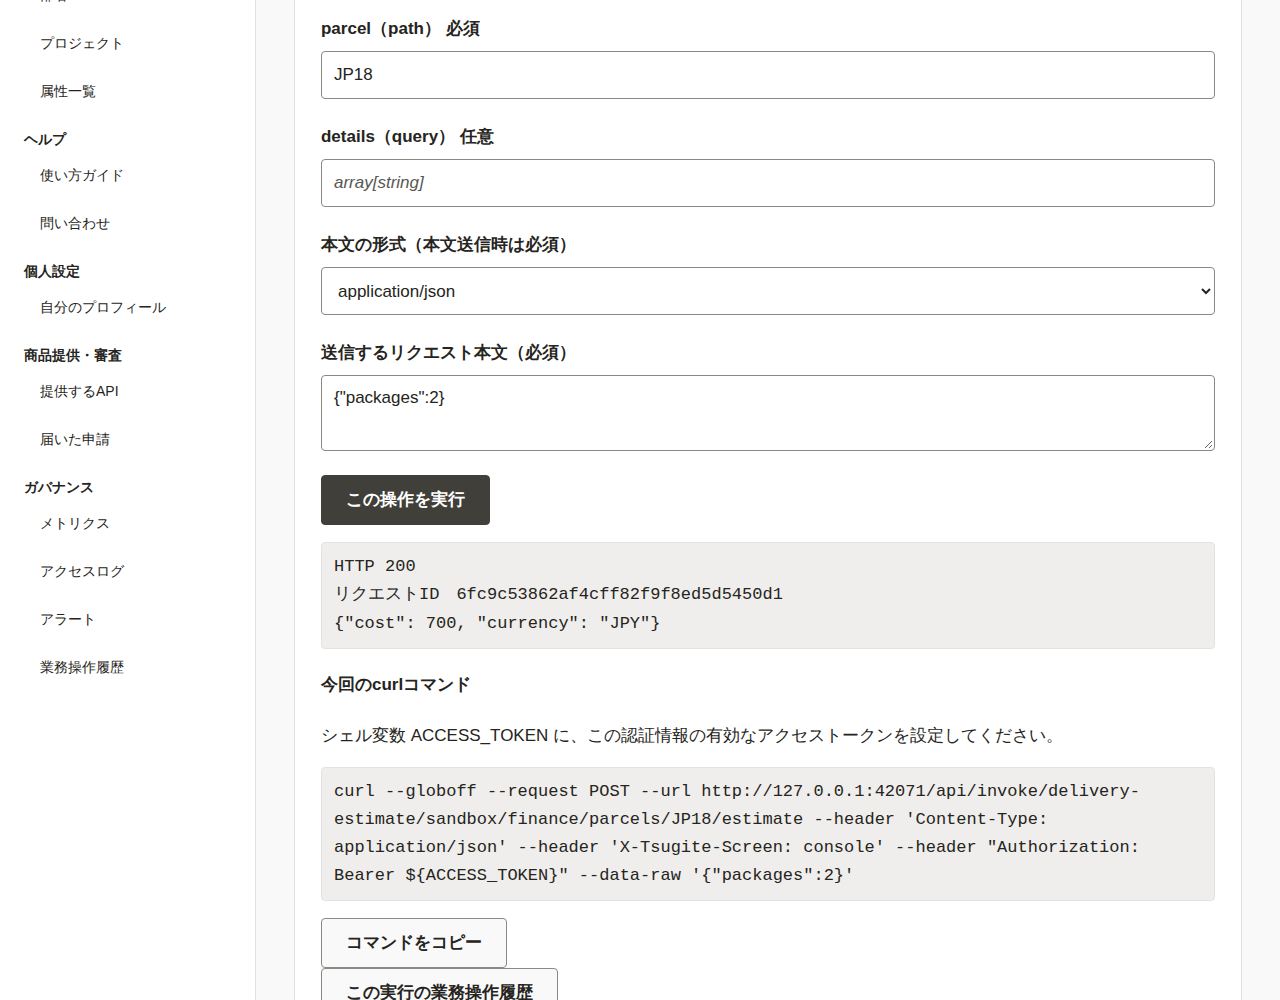 プロジェクト
属性一覧
ヘルプ
使い方ガイド
問い合わせ
個人設定
自分のプロフィール
商品提供・審査
提供するAPI
届いた申請
ガバナンス
メトリクス
アクセスログ
アラート
業務操作履歴
parcel（path） 必須
JP18
details（query） 任意
array[string]
本文の形式（本文送信時は必須）
application/json
送信するリクエスト本文（必須）
{"packages":2}
この操作を実行
HTTP 200
リクエストID 6fc9c53862af4cff82f9f8ed5d5450d1
{"cost": 700, "currency": "JPY"}
今回のcurlコマンド
シェル変数 ACCESS_TOKEN に、この認証情報の有効なアクセストークンを設定してください。
curl --globoff --request POST --url http://127.0.0.1:42071/api/invoke/delivery-
estimate/sandbox/finance/parcels/JP18/estimate --header 'Content-Type:
application/json' --header 'X-Tsugite-Screen: console' --header "Authorization:
Bearer ${ACCESS_TOKEN}" --data-raw '{"packages":2}'
コマンドをコピー
この実行の業務操作履歴